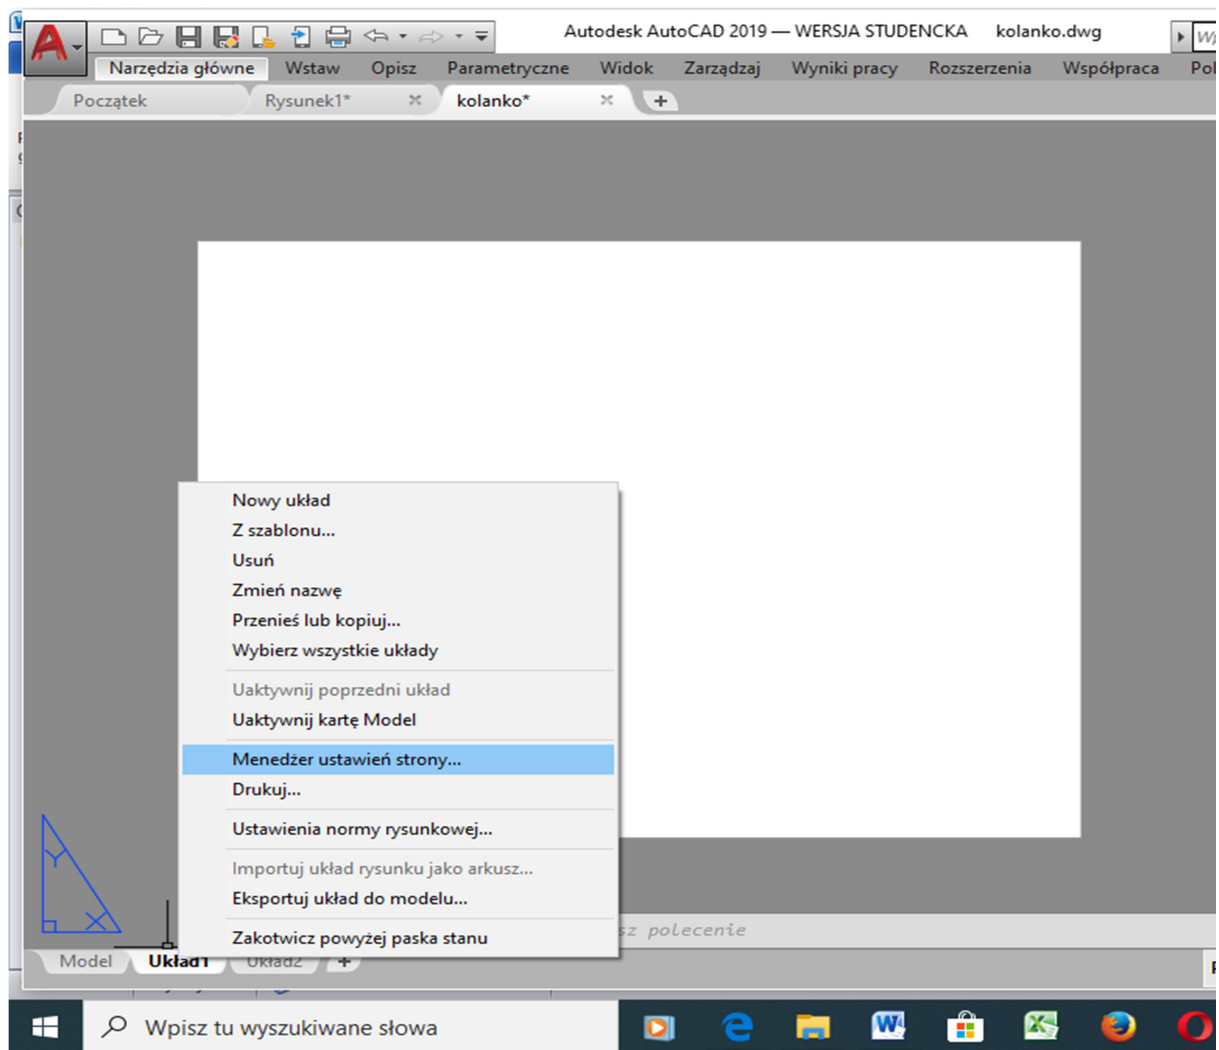 Autodesk AutoCAD 2019 — WERSJA STUDENCKA kolanko.dwg
Narzędzia główne Wstaw Opisz Parametryczne Widok Zarządzaj Wyniki pracy Rozszerzenia Współpraca
Początek Rysunek1* kolanko*
Nowy układ
Z szablonu...
Usuń
Zmień nazwę
Przenieś lub kopiuj...
Wybierz wszystkie układy
Uaktywnij poprzedni układ
Uaktywnij kartę Model
Menedżer ustawień strony...
Drukuj...
Ustawienia normy rysunkowej...
Importuj układ rysunku jako arkusz...
Eksportuj układ do modelu...
Zakotwicz powyżej paska stanu
Y
X
sz polecenie
Model Układ1 Układ2
Wpisz tu wyszukiwane słowa